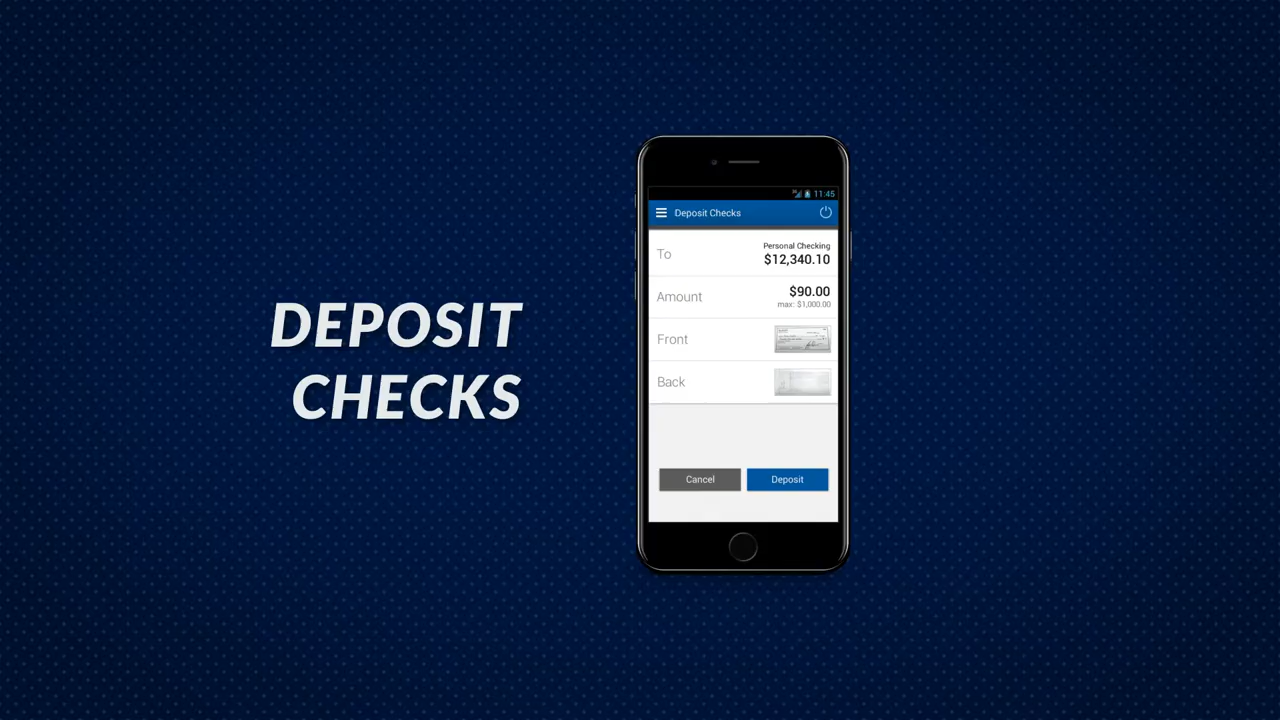 DEPOSIT
CHECKS
11:45
Deposit Checks
To
Personal Checking
$12,340.10
Amount
$90.00
max: $1,000.00
Front
Back
Cancel
Deposit